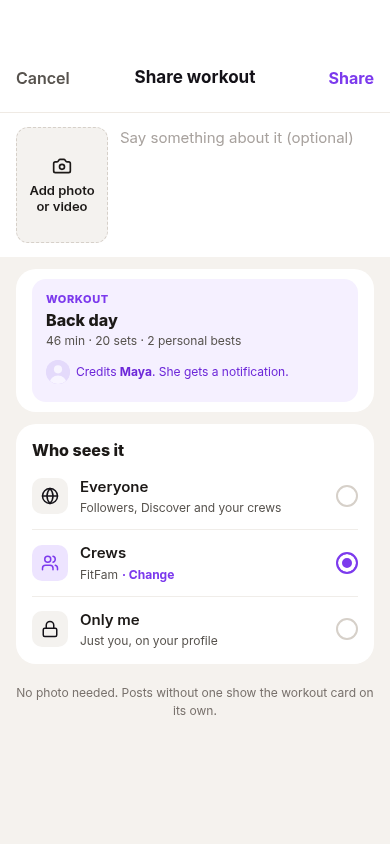 Cancel
Share workout
Share
Say something about it (optional)
Add photo
or video
WORKOUT
Back day
46 min · 20 sets · 2 personal bests
Credits Maya. She gets a notification.
Who sees it
Everyone
Followers, Discover and your crews
Crews
FitFam · Change
Only me
Just you, on your profile
No photo needed. Posts without one show the workout card on
its own.